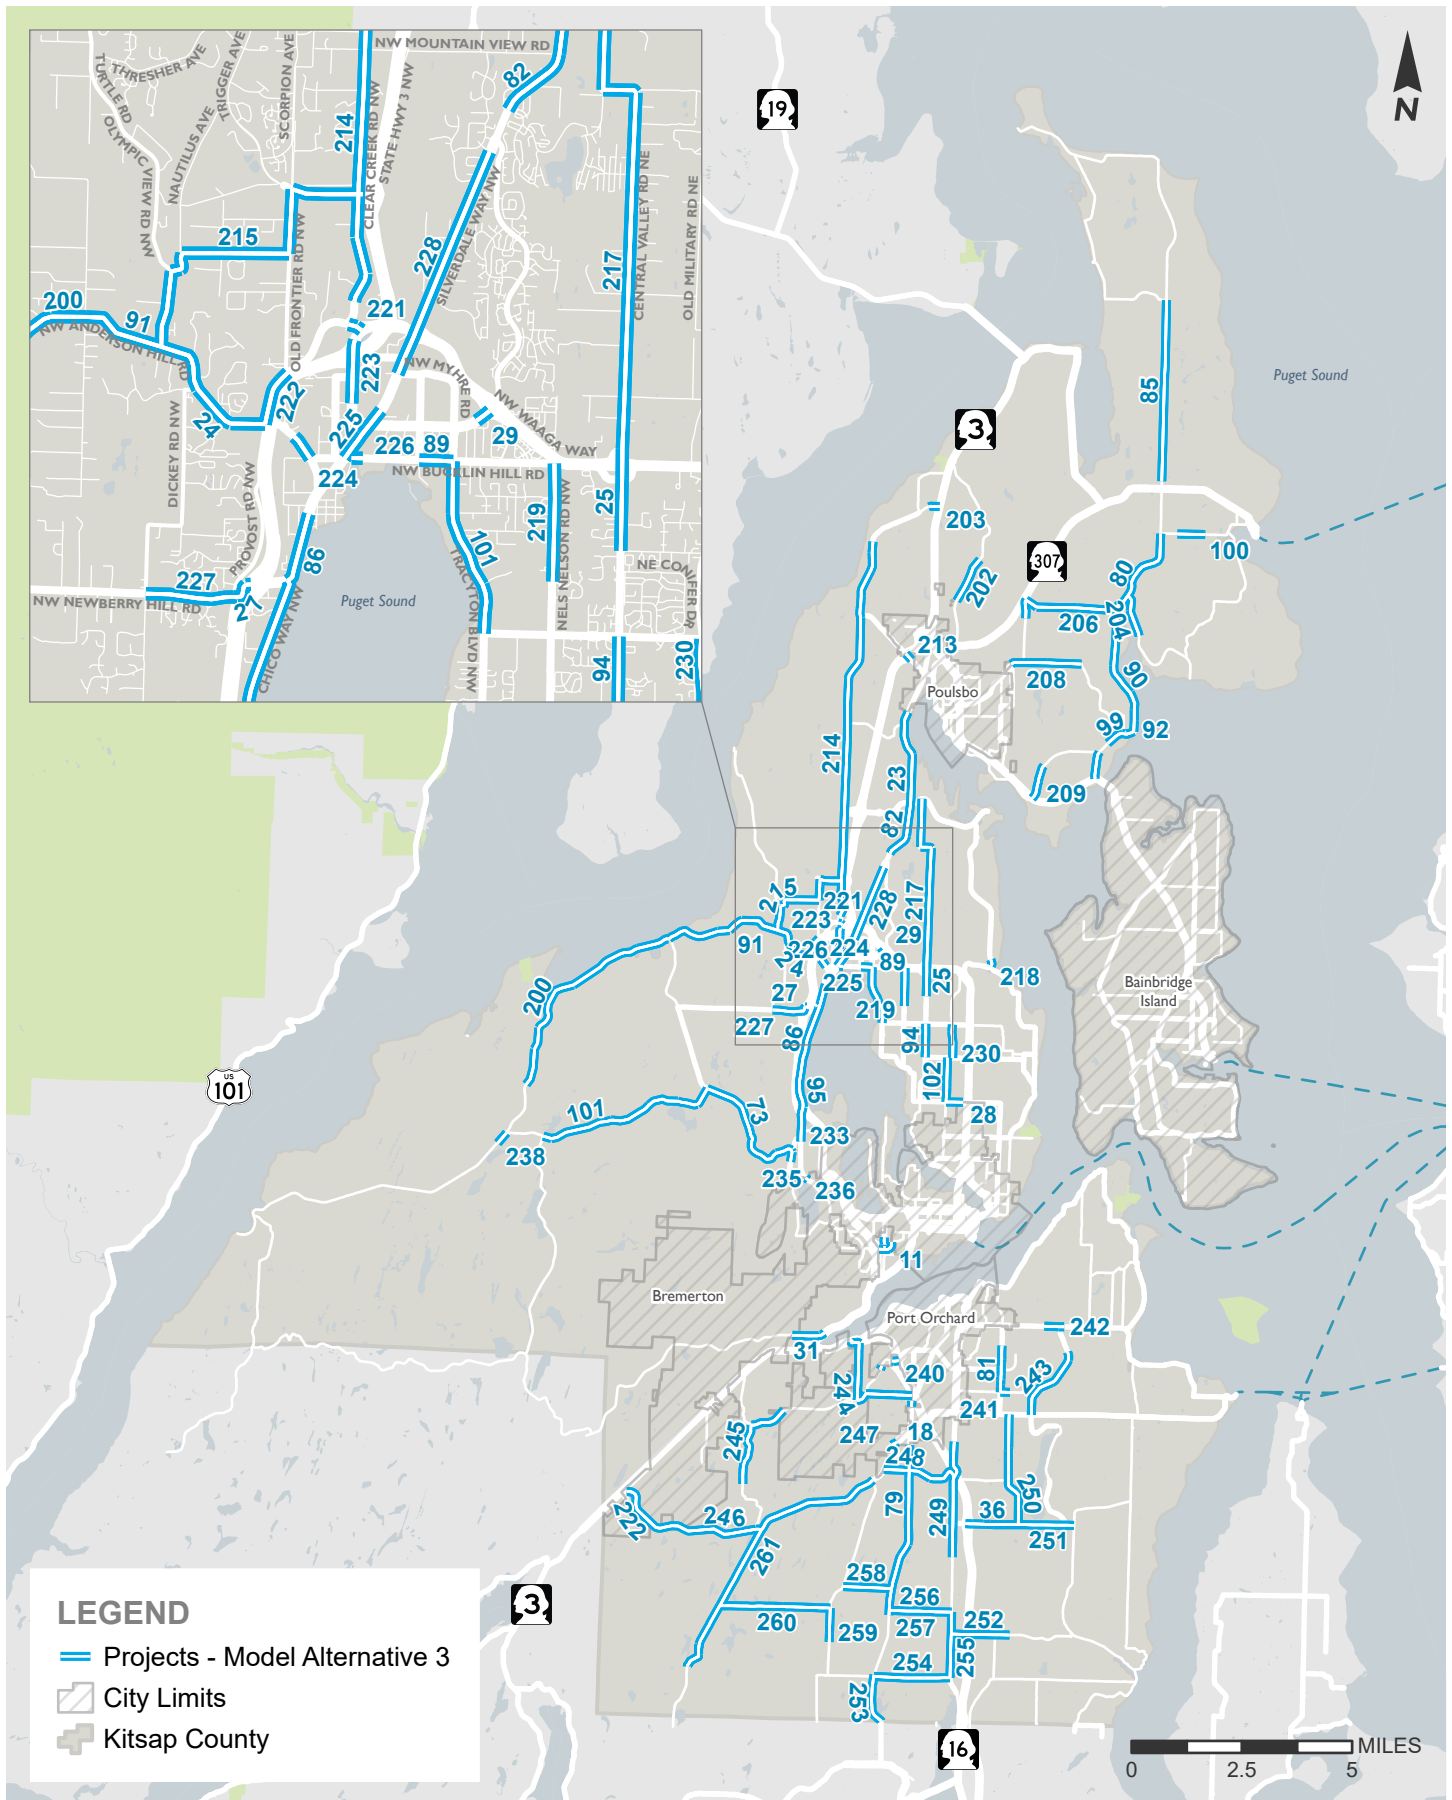 NW MOUNTAIN VIEW RD
THRESHER AVE
TRIGGER AVE
SCORPION AVE
TURTLE RD
OLYMPIC VIEW RD NW
NAUTILUS AVE
214
CLEAR CREEK RD NW
STATE HWY 3 NW
82
CENTRAL VALLEY RD NE
OLD MILITARY RD NE
215
OLD FRONTIER RD NW
228
SILVERDALE WAY NW
217
200
91
NW ANDERSON HILL RD
221
223
NW MYHRE RD
222
24
DICKEY RD NW
225
226
89
29
NW WAAGA WAY
224
NW BUCKLIN HILL RD
PROVOST RD NW
219
25
NELS NELSON RD NW
86
101
TRACYTON BLVD NW
NE CONIFER DR
227
27
NW NEWBERRY HILL RD
Puget Sound
CHICO WAY NW
94
230
19
N
Puget Sound
85
3
203
100
307
202
80
206
204
213
208
90
Poulsbo
99
92
214
23
209
82
215
221
217
223
228
29
91
226
224
24
89
225
25
218
Bainbridge
Island
200
27
219
227
86
94
230
US
101
95
102
101
73
28
233
238
235
236
11
Bremerton
Port Orchard
242
31
81
243
240
244
241
18
247
245
248
250
79
249
36
222
246
251
261
258
256
3
252
260
259
257
255
254
253
16
LEGEND
Projects - Model Alternative 3
City Limits
Kitsap County
MILES
0
2.5
5